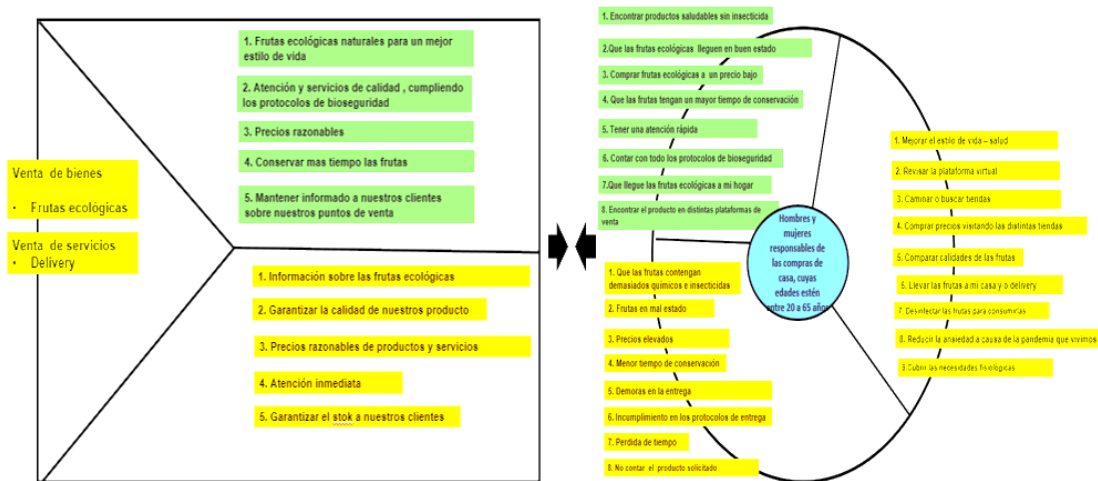 Venta de bienes
• Frutas ecológicas
Venta de servicios
• Delivery
1. Frutas ecológicas naturales para un mejor
estilo de vida
2. Atención y servicios de calidad , cumpliendo
los protocolos de bioseguridad
3. Precios razonables
4. Conservar mas tiempo las frutas
5. Mantener informado a nuestros clientes
sobre nuestros puntos de venta
1. Información sobre las frutas ecológicas
2. Garantizar la calidad de nuestro producto
3. Precios razonables de productos y servicios
4. Atención inmediata
5. Garantizar el stok a nuestros clientes
1. Encontrar productos saludables sin insecticida
2.Que las frutas ecológicas lleguen en buen estado
3. Comprar frutas ecológicas a un precio bajo
4. Que las frutas tengan un mayor tiempo de conservación
5. Tener una atención rápida
6. Contar con todo los protocolos de bioseguridad
7.Que llegue las frutas ecológicas a mi hogar
8. Encontrar el producto en distintas plataformas de
venta
Hombres y
mujeres
responsables de
las compras de
casa, cuyas
edades estén
entre 20 a 65 años
1. Que las frutas contengan
demasiados químicos e insecticidas
2. Frutas en mal estado
3. Precios elevados
4. Menor tiempo de conservación
5. Demoras en la entrega
6. Incumplimiento en los protocolos de entrega
7. Perdida de tiempo
8. No contar el producto solicitado
1. Mejorar el estilo de vida – salud
2. Revisar la plataforma virtual
3. Caminar o buscar tiendas
4. Comprar precios visitando las distintas tiendas
5. Comparar calidades de las frutas
6. Llevar las frutas a mi casa y o delivery
7. Desinfectar las frutas para consumirlas
8. Reducir la ansiedad a causa de la pandemia que vivimos
9.Cubrir las necesidades fisiológicas